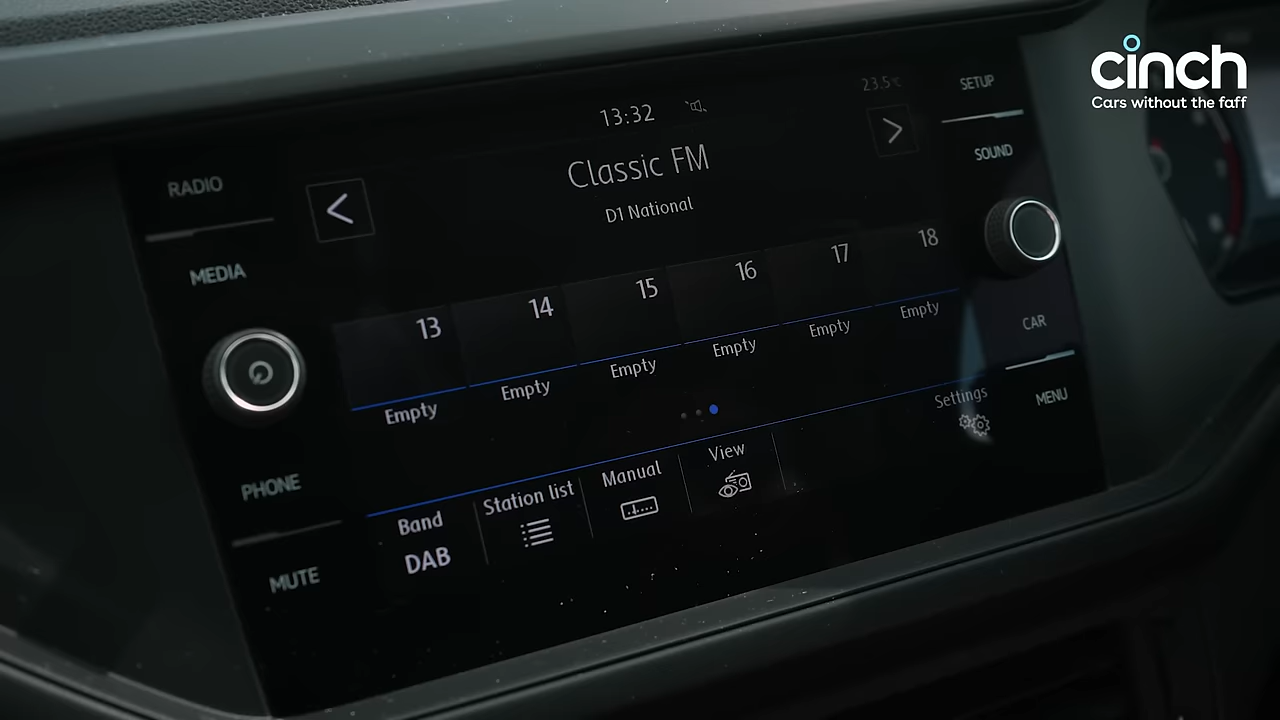 cinch
Cars without the faff
13:32
23.5°C
SETUP
RADIO
Classic FM
SOUND
D1 National
MEDIA
13
14
15
16
17
18
Empty
Empty
Empty
Empty
Empty
Empty
CAR
MENU
Settings
PHONE
Band
DAB
Station list
Manual
View
MUTE